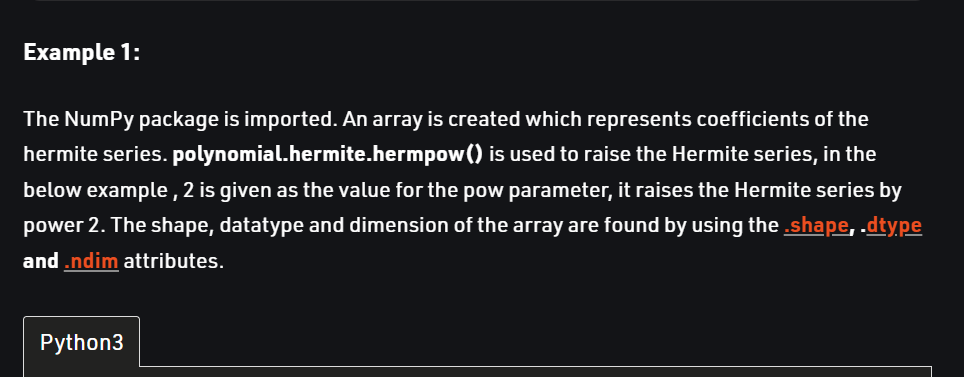 Example 1:
The NumPy package is imported. An array is created which represents coefficients of the
hermite series. polynomial.hermite.hermpow() is used to raise the Hermite series, in the
below example , 2 is given as the value for the pow parameter, it raises the Hermite series by
power 2. The shape, datatype and dimension of the array are found by using the .shape, .dtype
and .ndim attributes.
Python3